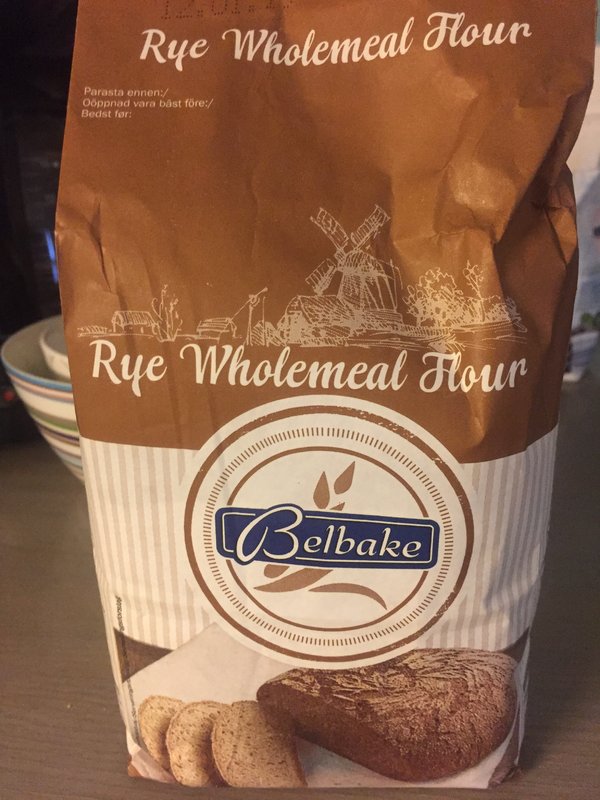 Rye Wholemeal Flour
Parasta ennen:/
Oöppnad vara bäst före:/
Bedst før:
Rye Wholemeal Flour
Belbake